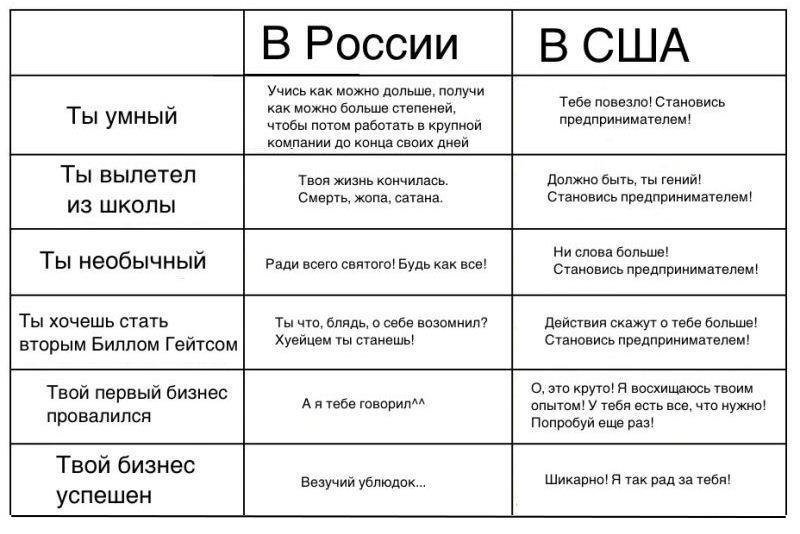 В России
В США
Ты умный
Учись как можно дольше, получи
как можно больше степеней,
чтобы потом работать в крупной
компании до конца своих дней
Тебе повезло! Становись
предпринимателем!
Ты вылетел
из школы
Твоя жизнь кончилась.
Смерть, жопа, сатана.
Должно быть, ты гений!
Становись предпринимателем!
Ты необычный
Ради всего святого! Будь как все!
Ни слова больше!
Становись предпринимателем!
Ты хочешь стать
вторым Биллом Гейтсом
Ты что, блядь, о себе возомнил?
Хуейцем ты станешь!
Действия скажут о тебе больше!
Становись предпринимателем!
Твой первый бизнес
провалился
А я тебе говорил^^
О, это круто! Я восхищаюсь твоим
опытом! У тебя есть все, что нужно!
Попробуй еще раз!
Твой бизнес
успешен
Везучий ублюдок...
Шикарно! Я так рад за тебя!